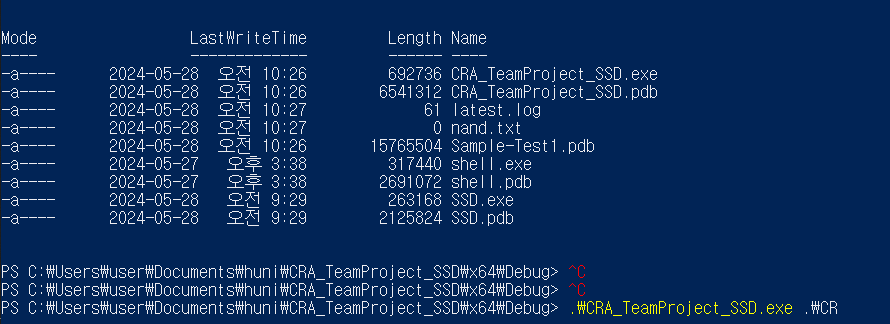 Mode LastWriteTime Length Name
---- ------------- ------ ----
-a---- 2024-05-28 오전 10:26 692736 CRA_TeamProject_SSD.exe
-a---- 2024-05-28 오전 10:26 6541312 CRA_TeamProject_SSD.pdb
-a---- 2024-05-28 오전 10:27 61 latest.log
-a---- 2024-05-28 오전 10:27 0 nand.txt
-a---- 2024-05-28 오전 10:26 15765504 Sample-Test1.pdb
-a---- 2024-05-27 오후 3:38 317440 shell.exe
-a---- 2024-05-27 오후 3:38 2691072 shell.pdb
-a---- 2024-05-28 오전 9:29 263168 SSD.exe
-a---- 2024-05-28 오전 9:29 2125824 SSD.pdb
PS C:₩Users₩user₩Documents₩huni₩CRA_TeamProject_SSD₩x64₩Debug> ^C
PS C:₩Users₩user₩Documents₩huni₩CRA_TeamProject_SSD₩x64₩Debug> ^C
PS C:₩Users₩user₩Documents₩huni₩CRA_TeamProject_SSD₩x64₩Debug> .₩CRA_TeamProject_SSD.exe .₩CR